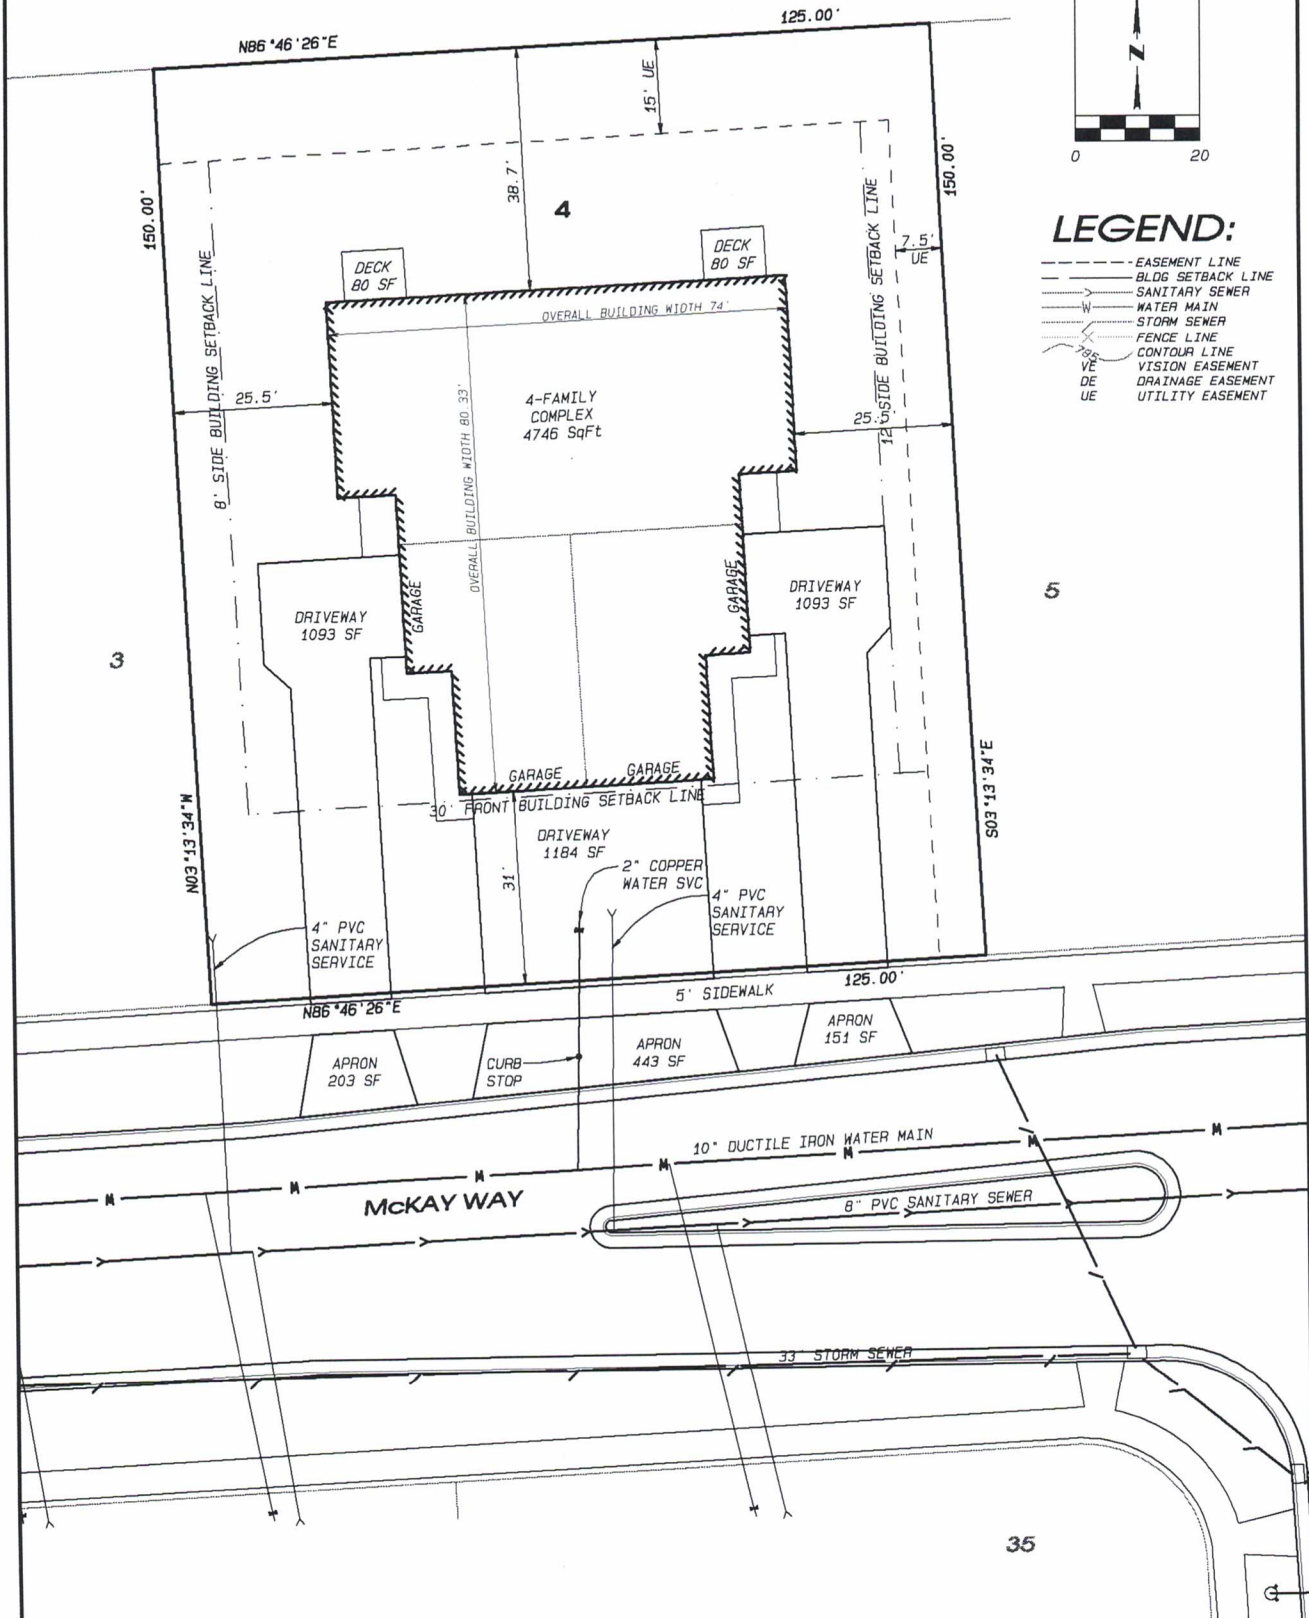 125.00'
N86°46'26"E
15' UE
38.7'
150.00'
150.00'
N
0 20
4
LEGEND:
EASEMENT LINE
BLDG SETBACK LINE
SANITARY SEWER
W WATER MAIN
STORM SEWER
FENCE LINE
795 CONTOUR LINE
VE VISION EASEMENT
DE DRAINAGE EASEMENT
UE UTILITY EASEMENT
DECK
80 SF
DECK
80 SF
7.5'
UE
8' SIDE BUILDING SETBACK LINE
12' SIDE BUILDING SETBACK LINE
OVERALL BUILDING WIDTH 74'
OVERALL BUILDING WIDTH 80.33'
25.5'
25.5'
4-FAMILY
COMPLEX
4746 SqFt
GARAGE
GARAGE
DRIVEWAY
1093 SF
DRIVEWAY
1093 SF
3
5
GARAGE GARAGE
30' FRONT BUILDING SETBACK LINE
DRIVEWAY
1184 SF
31'
2" COPPER
WATER SVC
4" PVC
SANITARY
SERVICE
4" PVC
SANITARY
SERVICE
N03°13'34"W
S03°13'34"E
N86°46'26"E
125.00'
5' SIDEWALK
APRON
203 SF
CURB
STOP
APRON
443 SF
APRON
151 SF
10" DUCTILE IRON WATER MAIN
W W W W W W
McKAY WAY
8" PVC SANITARY SEWER
33" STORM SEWER
35